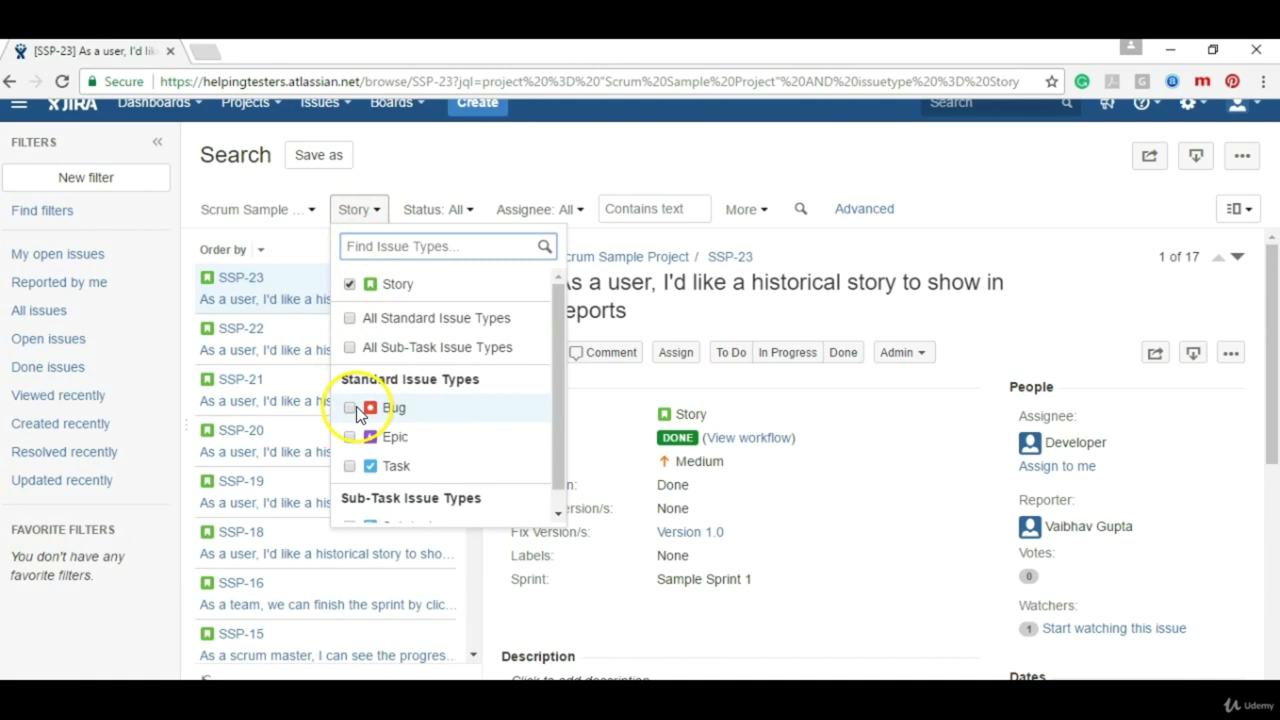 [SSP-23] As a user, I'd like
Secure https://helpingtesters.atlassian.net/browse/SSP-23?jql=project%20%3D%20"Scrum%20Sample%20Project"%20AND%20issuetype%20%3D%20Story
JIRA Dashboards Projects Issues Boards Create Search
FILTERS
New filter
Find filters
My open issues
Reported by me
All issues
Open issues
Done issues
Viewed recently
Created recently
Resolved recently
Updated recently
FAVORITE FILTERS
You don't have any
favorite filters.
Search Save as
Scrum Sample ... Story Status: All Assignee: All Contains text More Advanced
Order by
SSP-23
As a user, I'd like a his
SSP-22
As a user, I'd like a his
SSP-21
As a user, I'd like a his
SSP-20
As a user, I'd like a his
SSP-19
As a user, I'd like a his
SSP-18
As a user, I'd like a historical story to sho...
SSP-16
As a team, we can finish the sprint by clic...
SSP-15
As a scrum master, I can see the progres...
Find Issue Types...
Story
All Standard Issue Types
All Sub-Task Issue Types
Standard Issue Types
Bug
Epic
Task
Sub-Task Issue Types
crum Sample Project / SSP-23
1 of 17
As a user, I'd like a historical story to show in
eports
Comment Assign To Do In Progress Done Admin
Story
DONE (View workflow)
Medium
n: Done
ersion/s: None
Fix Version/s: Version 1.0
Labels: None
Sprint: Sample Sprint 1
Description
People
Assignee:
Developer
Assign to me
Reporter:
Vaibhav Gupta
Votes:
0
Watchers:
1 Start watching this issue
Dates
Udemy